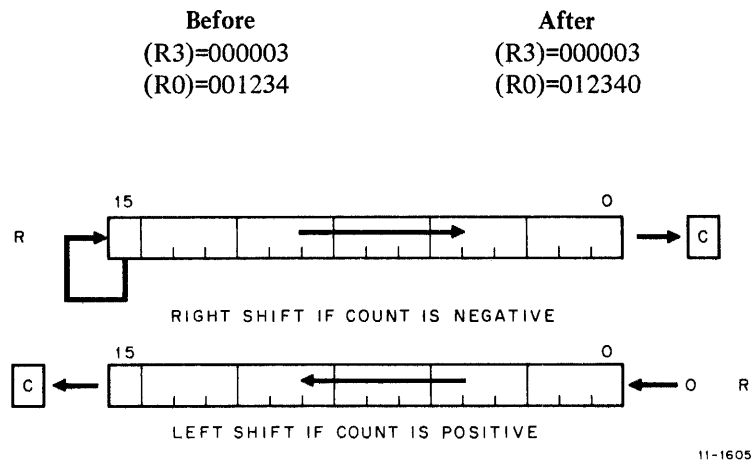 Before After
(R3)=000003 (R3)=000003
(R0)=001234 (R0)=012340
15 0
R C
RIGHT SHIFT IF COUNT IS NEGATIVE
15 0
C 0 R
LEFT SHIFT IF COUNT IS POSITIVE
11-1605